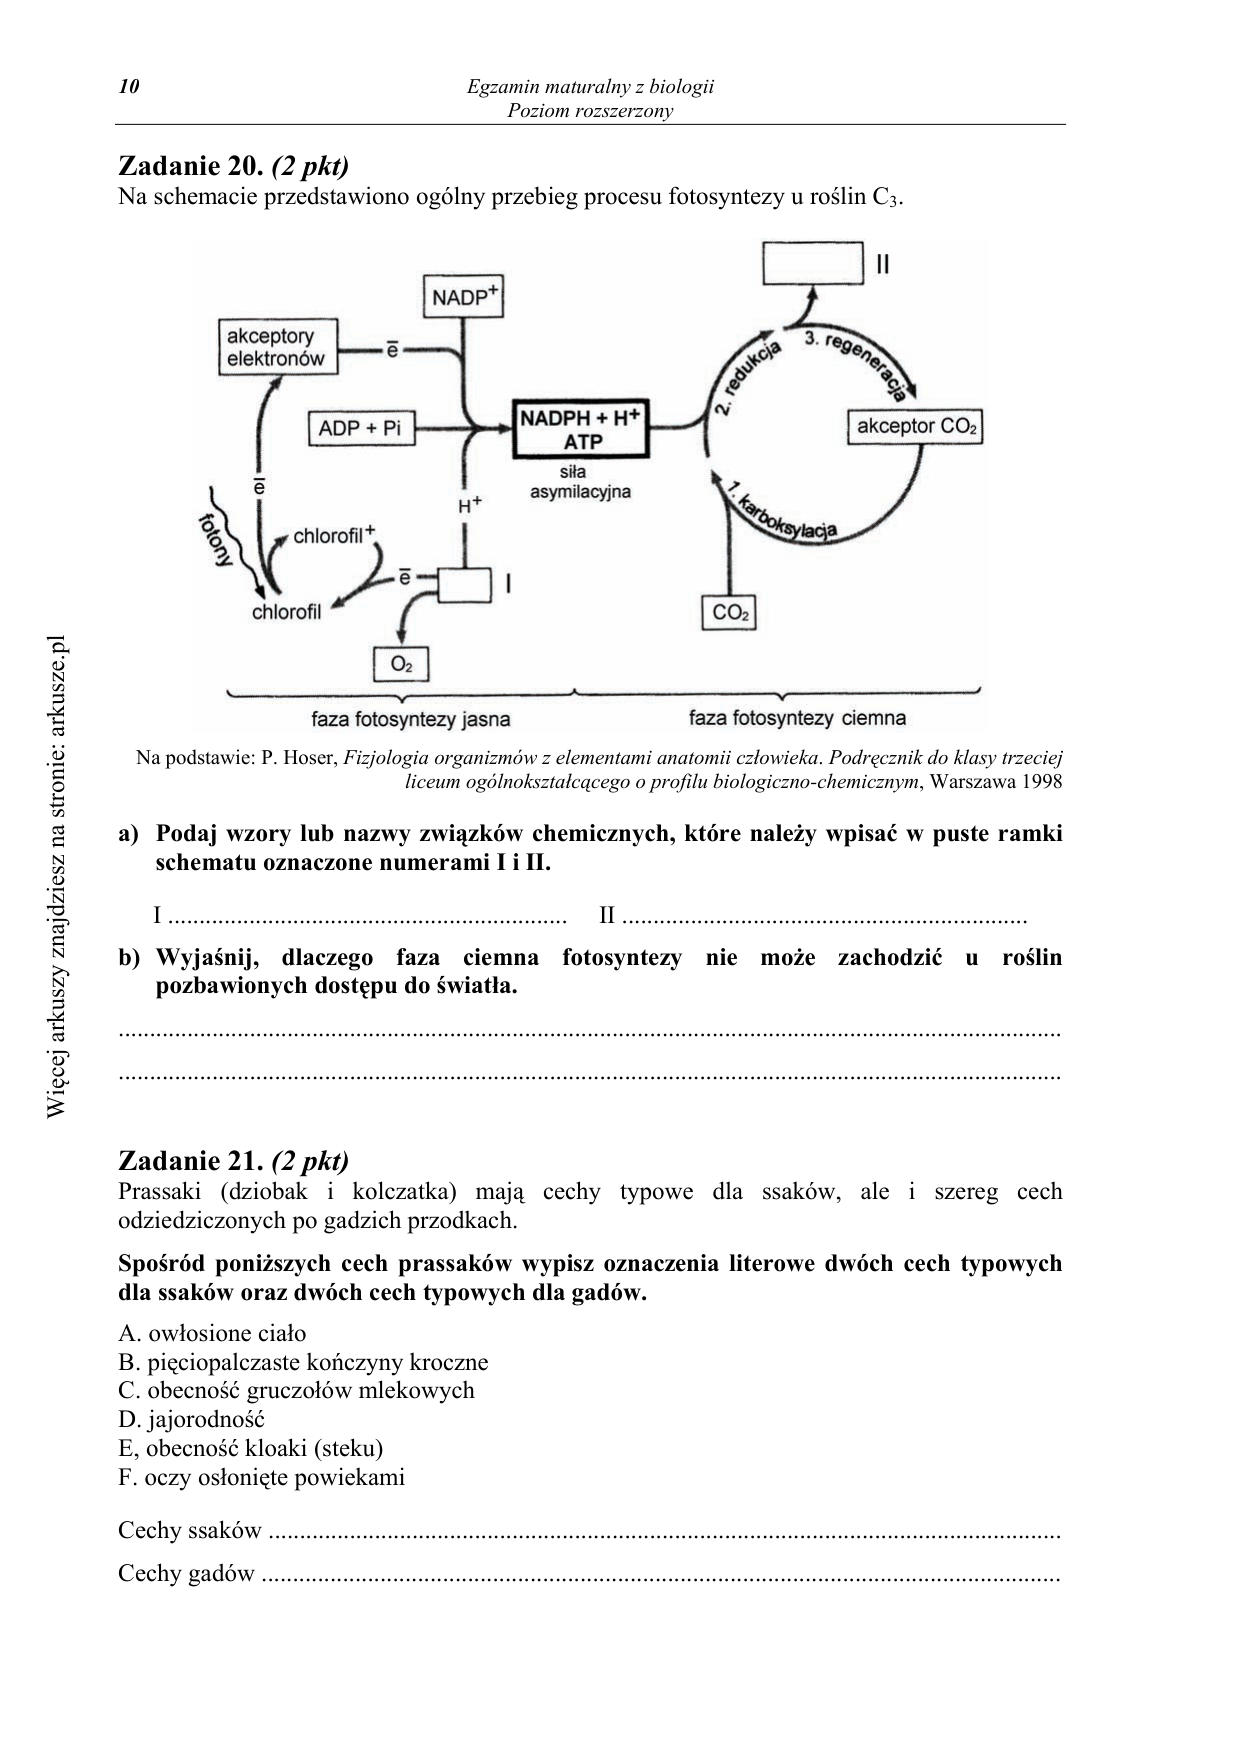 10
Egzamin maturalny z biologii
Poziom rozszerzony
Zadanie 20. (2 pkt)
Na schemacie przedstawiono ogólny przebieg procesu fotosyntezy u roślin C₃.
II
NADP⁺
akceptory
elektronów
e̅
3. regeneracja
2. redukcja
NADPH + H⁺
ATP
ADP + Pi
akceptor CO₂
siła
asymilacyjna
e̅
H⁺
1. karboksylacja
fotony
chlorofil⁺
e̅
I
chlorofil
CO₂
O₂
faza fotosyntezy jasna
faza fotosyntezy ciemna
Na podstawie: P. Hoser, Fizjologia organizmów z elementami anatomii człowieka. Podręcznik do klasy trzeciej
liceum ogólnokształcącego o profilu biologiczno-chemicznym, Warszawa 1998
a) Podaj wzory lub nazwy związków chemicznych, które należy wpisać w puste ramki
schematu oznaczone numerami I i II.
I ................................................................ II .................................................................
b) Wyjaśnij, dlaczego faza ciemna fotosyntezy nie może zachodzić u roślin
pozbawionych dostępu do światła.
.......................................................................................................................................................
.......................................................................................................................................................
Zadanie 21. (2 pkt)
Prassaki (dziobak i kolczatka) mają cechy typowe dla ssaków, ale i szereg cech
odziedziczonych po gadzich przodkach.
Spośród poniższych cech prassaków wypisz oznaczenia literowe dwóch cech typowych
dla ssaków oraz dwóch cech typowych dla gadów.
A. owłosione ciało
B. pięciopalczaste kończyny kroczne
C. obecność gruczołów mlekowych
D. jajorodność
E, obecność kloaki (steku)
F. oczy osłonięte powiekami
Cechy ssaków ...............................................................................................................................
Cechy gadów ................................................................................................................................
Więcej arkuszy znajdziesz na stronie: arkusze.pl